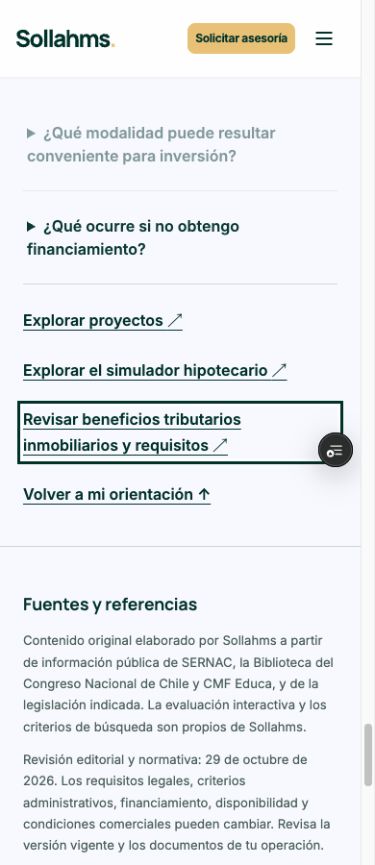 Sollahms.
Solicitar asesoría
¿Qué modalidad puede resultar
conveniente para inversión?
¿Qué ocurre si no obtengo
financiamiento?
Explorar proyectos ↗
Explorar el simulador hipotecario ↗
Revisar beneficios tributarios
inmobiliarios y requisitos ↗
Volver a mi orientación ↑
Fuentes y referencias
Contenido original elaborado por Sollahms a partir
de información pública de SERNAC, la Biblioteca del
Congreso Nacional de Chile y CMF Educa, y de la
legislación indicada. La evaluación interactiva y los
criterios de búsqueda son propios de Sollahms.
Revisión editorial y normativa: 29 de octubre de
2026. Los requisitos legales, criterios
administrativos, financiamiento, disponibilidad y
condiciones comerciales pueden cambiar. Revisa la
versión vigente y los documentos de tu operación.